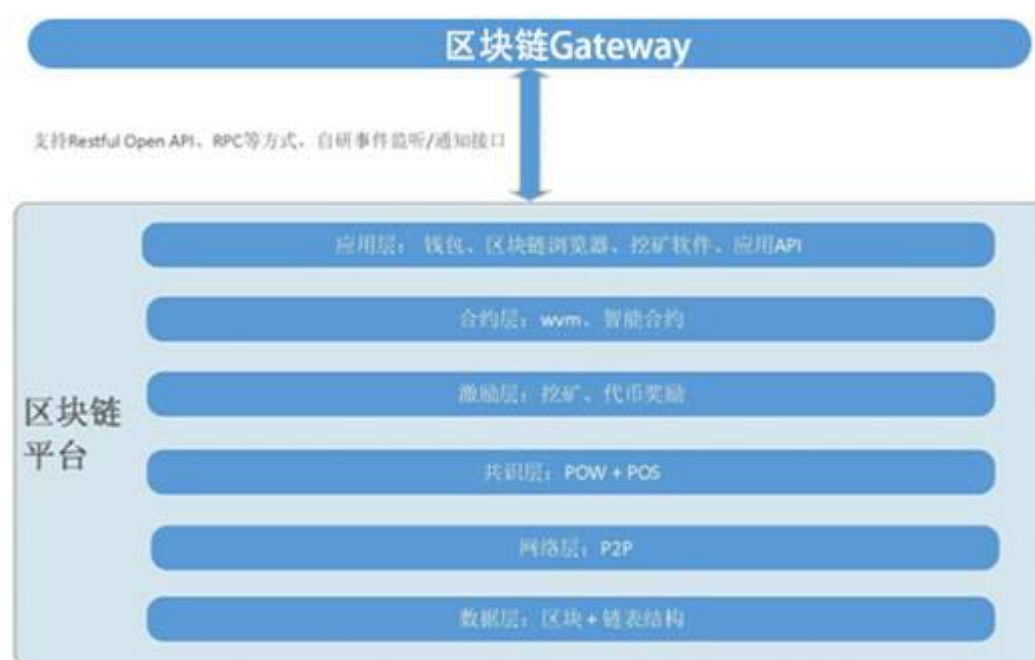 区块链Gateway
支持Restful Open API、RPC等方式，自研事件监听/通知接口
应用层： 钱包、区块链浏览器、挖矿软件、应用API
合约层：wvm、智能合约
激励层：挖矿、代币奖励
区块链
平台
共识层：POW + POS
网络层：P2P
数据层：区块 + 链表结构